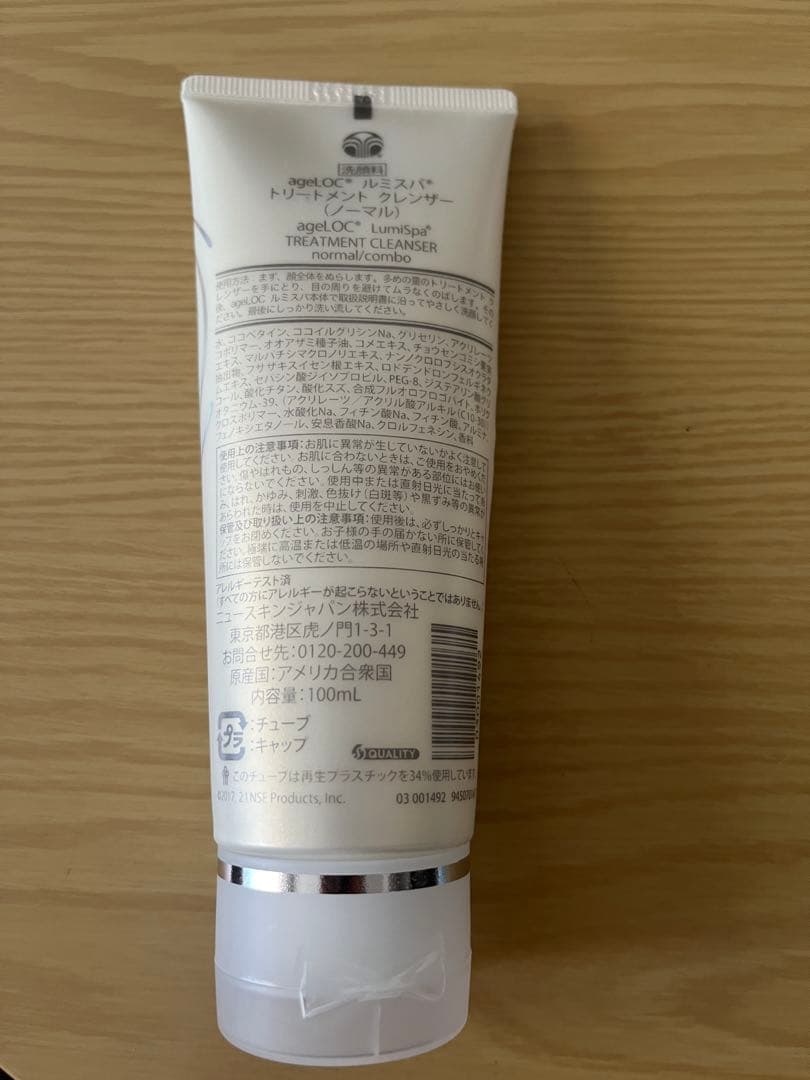 洗顔料
ageLOC® ルミスパ®
トリートメント クレンザー
(ノーマル)
ageLOC® LumiSpa®
TREATMENT CLEANSER
normal/combo
使用方法:まず、顔全体をぬらします。多めの量のトリートメント ク
レンザーを手にとり、目の周りを避けてムラなくのばします。その
後、ageLOC ルミスパ本体で取扱説明書に沿ってやさしく洗顔してく
ださい。最後にしっかり洗い流してください。
水、ココベタイン、ココイルグリシンNa、グリセリン、アクリレーツ
コポリマー、オオアザミ種子油、コメエキス、チョウセンゴミシ果実
エキス、マルハチシマクロノリエキス、ナンノクロロプシスオクラタ
抽出物、フササキスイセン根エキス、ロドデンドロンフェルギネウ
ムエキス、セバシン酸ジイソプロピル、PEG-8、ジステアリン酸グリ
コール、酸化チタン、酸化スズ、合成フルオロフロゴパイト、ポリク
オタニウム-39、(アクリレーツ/アクリル酸アルキル(C10-30))
クロスポリマー、水酸化Na、フィチン酸Na、フィチン酸、アルミナ、
フェノキシエタノール、安息香酸Na、クロルフェネシン、香料
使用上の注意事項:お肌に異常が生じていないかよく注意して
使用してください。お肌に合わないときは、ご使用をおやめくだ
さい。傷やはれもの、しっしん等の異常がある部位にはお使い
にならないでください。使用中または直射日光に当たって赤
み、はれ、かゆみ、刺激、色抜け(白斑等)や黒ずみ等の異常が
あらわれた時は、使用を中止してください。
保管及び取り扱い上の注意事項:使用後は、必ずしっかりとキャ
ップをお閉めください。お子様の手の届かない所に保管してく
ださい。極端に高温または低温の場所や直射日光の当たる場
所には保管しないでください。
アレルギーテスト済
(すべての方にアレルギーが起こらないということではありません
ニュースキンジャパン株式会社
東京都港区虎ノ門1-3-1
お問合せ先:0120-200-449
原産国:アメリカ合衆国
内容量:100mL
プラ
:チューブ
:キャップ
QUALITY
このチューブは再生プラスチックを34%使用しています
©2017, 21 NSE Products, Inc.
03 001492